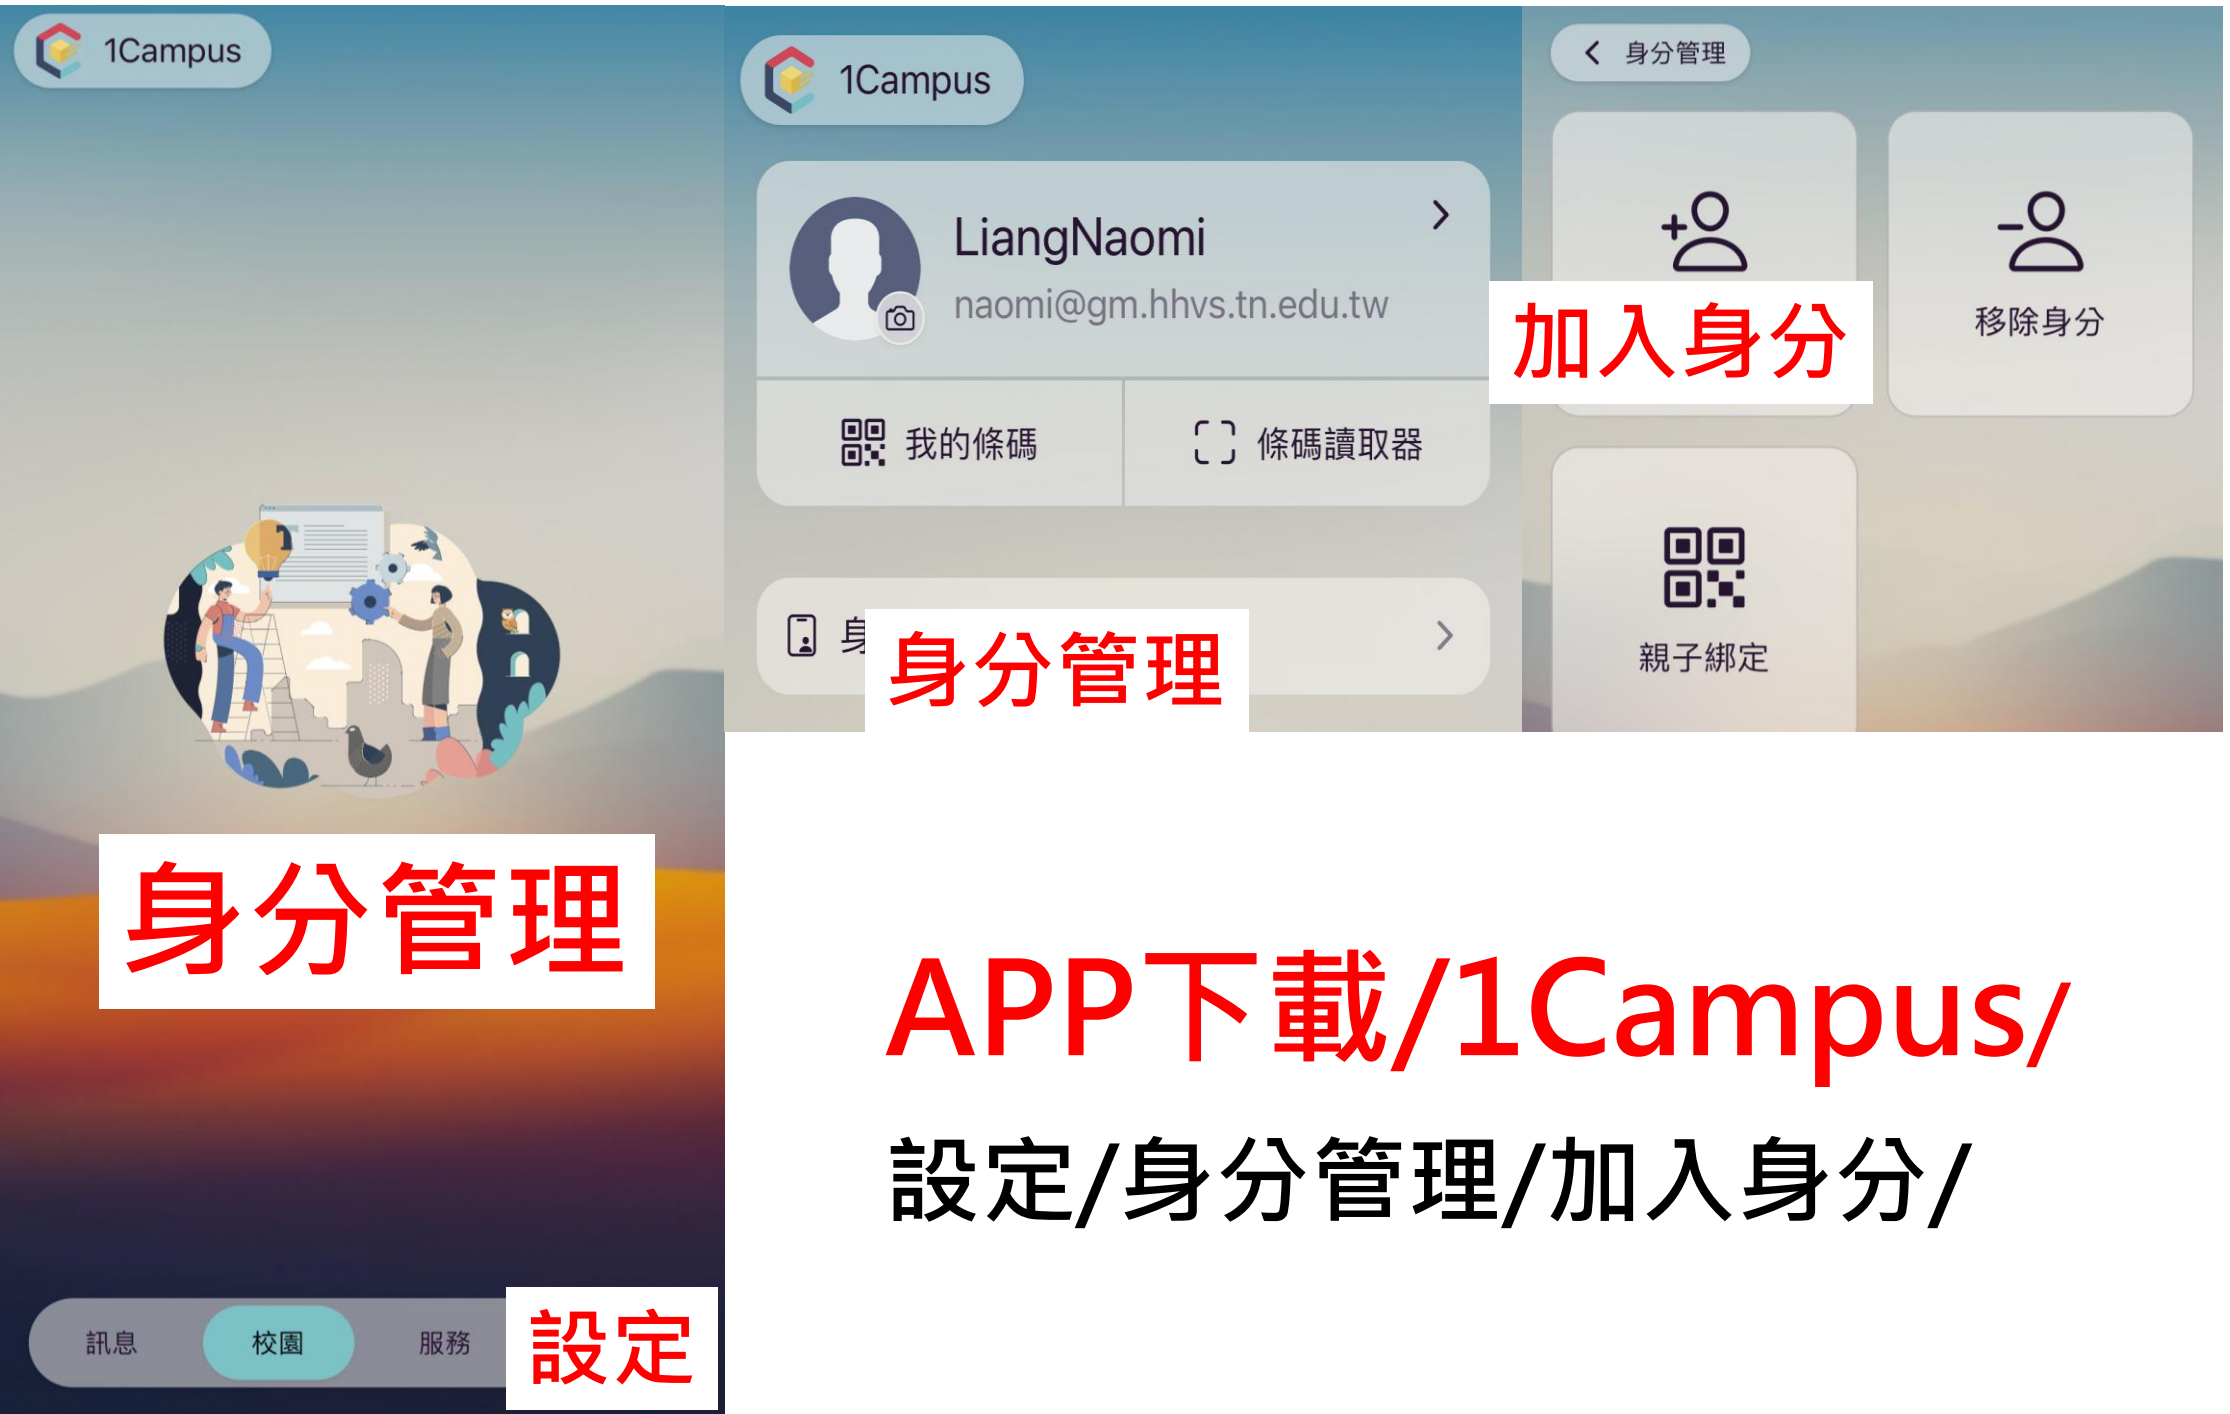 1Campus
身分管理
訊息
校園
服務
設定
1Campus
LiangNaomi
naomi@gm.hhvs.tn.edu.tw
我的條碼
條碼讀取器
身
身分管理
身分管理
加入身分
移除身分
親子綁定
APP下載/1Campus/
設定/身分管理/加入身分/